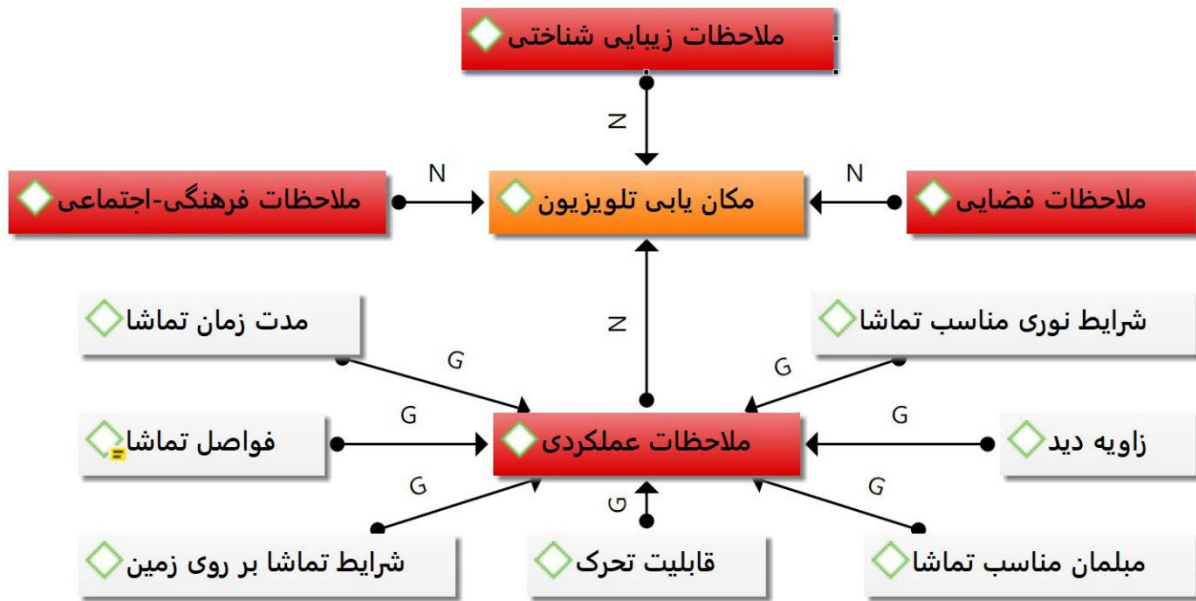 ملاحظات زیبایی شناختی
N
ملاحظات فضایی
N
مکان یابی تلویزیون
N
ملاحظات فرهنگی-اجتماعی
N
شرایط نوری مناسب تماشا
مدت زمان تماشا
G
G
زاویه دید
G
ملاحظات عملکردی
G
فواصل تماشا
G
G
G
مبلمان مناسب تماشا
قابلیت تحرک
شرایط تماشا بر روی زمین